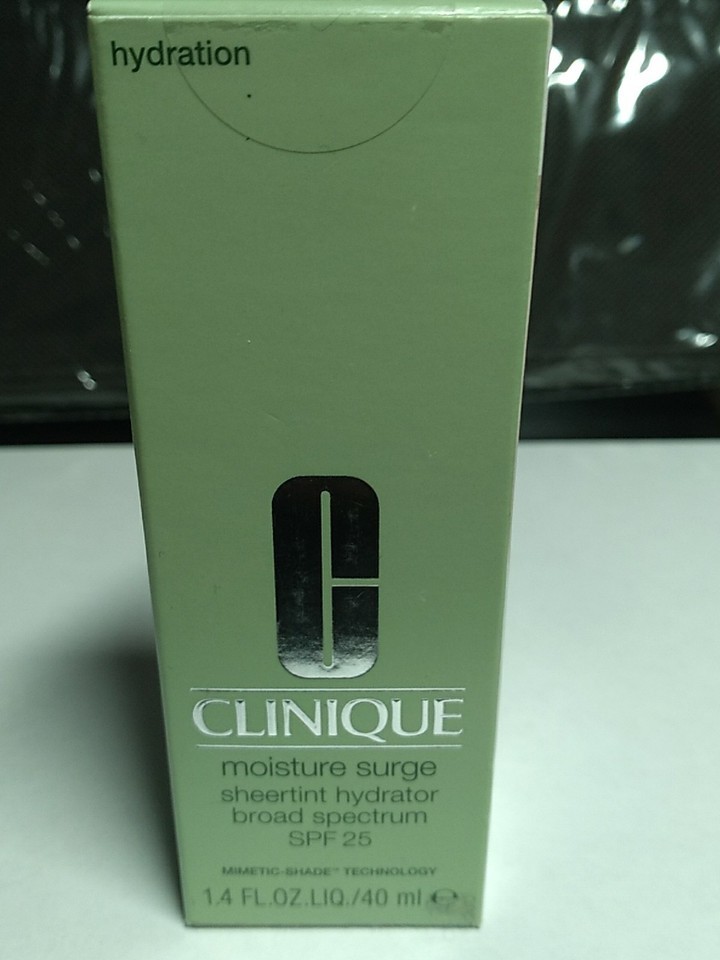 hydration
CLINIQUE
moisture surge
sheertint hydrator
broad spectrum
SPF 25
MIMETIC-SHADE™ TECHNOLOGY
1.4 FL.OZ.LIQ./40 ml ℮